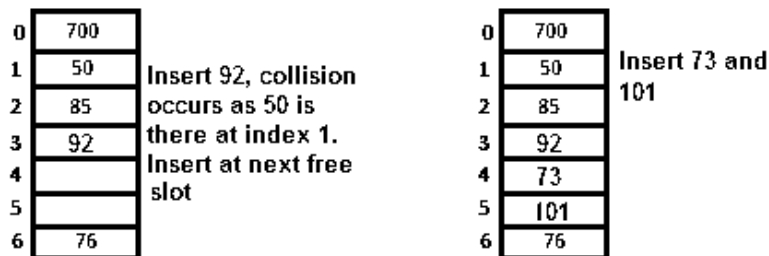 0 700
1 50
2 85
3 92
4
5
6 76
Insert 92, collision
occurs as 50 is
there at index 1.
Insert at next free
slot
0 700
1 50
2 85
3 92
4 73
5 101
6 76
Insert 73 and
101